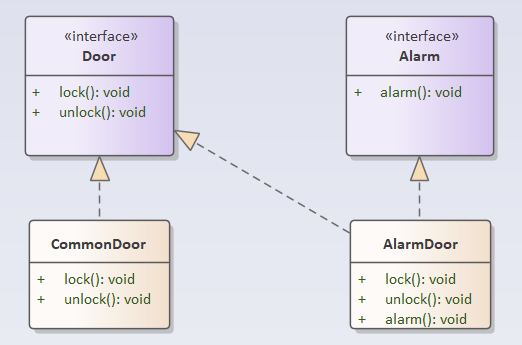 «interface»
Door
+ lock(): void
+ unlock(): void
«interface»
Alarm
+ alarm(): void
CommonDoor
+ lock(): void
+ unlock(): void
AlarmDoor
+ lock(): void
+ unlock(): void
+ alarm(): void